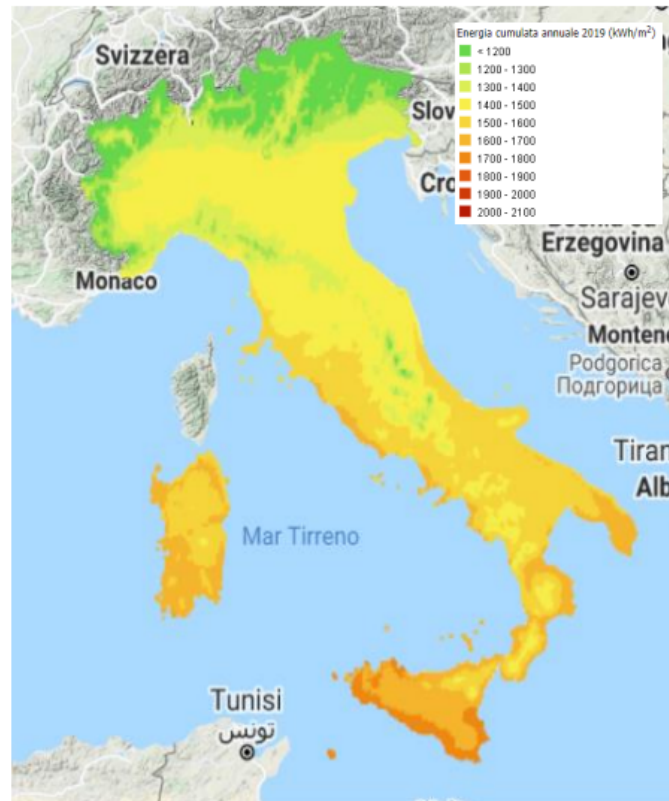 Energia cumulata annuale 2019 (kWh/m²)
< 1200
1200 - 1300
1300 - 1400
1400 - 1500
1500 - 1600
1600 - 1700
1700 - 1800
1800 - 1900
1900 - 2000
2000 - 2100
Svizzera
Slov
Cro
Erzegovina
Monaco
Sarajev
Montene
Podgorica
Подгорица
Tiran
Alb
Mar Tirreno
Tunisi
تونس